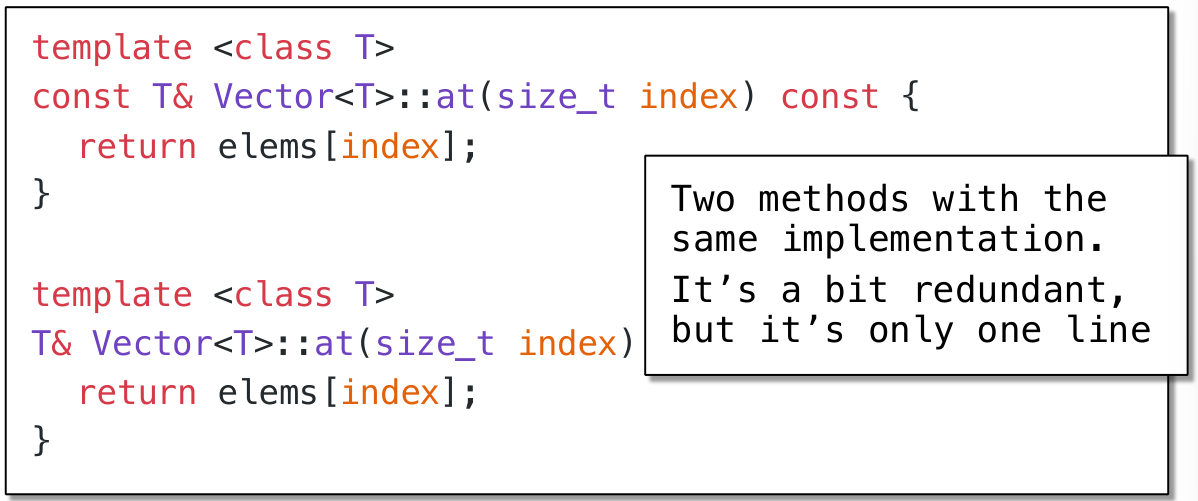 template <class T>
const T& Vector<T>::at(size_t index) const {
  return elems[index];
}
Two methods with the
same implementation.
It’s a bit redundant,
but it’s only one line
template <class T>
T& Vector<T>::at(size_t index)
  return elems[index];
}